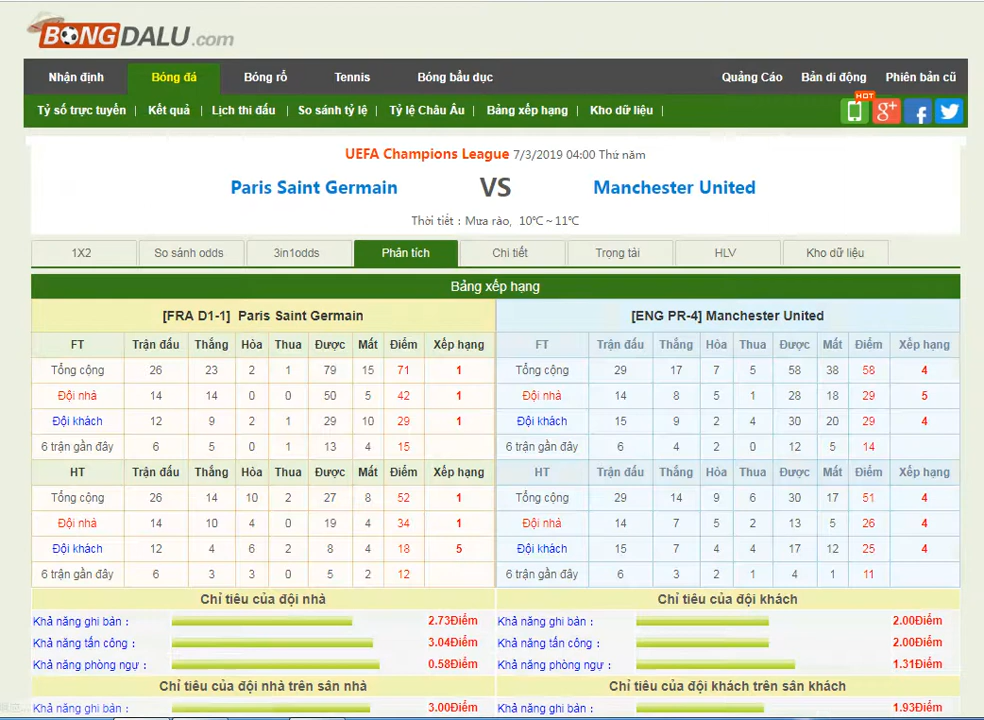 BONGDALU.com
Nhận định Bóng đá Bóng rổ Tennis Bóng bầu dục Quảng Cáo Bản di động Phiên bản cũ
Tỷ số trực tuyến | Kết quả | Lịch thi đấu | So sánh tỷ lệ | Tỷ lệ Châu Âu | Bảng xếp hạng | Kho dữ liệu |
HOT
UEFA Champions League 7/3/2019 04:00 Thứ năm
Paris Saint Germain VS Manchester United
Thời tiết : Mưa rào, 10℃～11℃
1X2 So sánh odds 3in1odds Phân tích Chi tiết Trọng tài HLV Kho dữ liệu
Bảng xếp hạng
[FRA D1-1] Paris Saint Germain [ENG PR-4] Manchester United
FT Trận đấu Thắng Hòa Thua Được Mất Điểm Xếp hạng FT Trận đấu Thắng Hòa Thua Được Mất Điểm Xếp hạng
Tổng cộng 26 23 2 1 79 15 71 1 Tổng cộng 29 17 7 5 58 38 58 4
Đội nhà 14 14 0 0 50 5 42 1 Đội nhà 14 8 5 1 28 18 29 5
Đội khách 12 9 2 1 29 10 29 1 Đội khách 15 9 2 4 30 20 29 4
6 trận gần đây 6 5 0 1 13 4 15 6 trận gần đây 6 4 2 0 12 5 14
HT Trận đấu Thắng Hòa Thua Được Mất Điểm Xếp hạng HT Trận đấu Thắng Hòa Thua Được Mất Điểm Xếp hạng
Tổng cộng 26 14 10 2 27 8 52 1 Tổng cộng 29 14 9 6 30 17 51 4
Đội nhà 14 10 4 0 19 4 34 1 Đội nhà 14 7 5 2 13 5 26 4
Đội khách 12 4 6 2 8 4 18 5 Đội khách 15 7 4 4 17 12 25 4
6 trận gần đây 6 3 3 0 5 2 12 6 trận gần đây 6 3 2 1 4 1 11
Chỉ tiêu của đội nhà Chỉ tiêu của đội khách
Khả năng ghi bàn : 2.73Điểm Khả năng ghi bàn : 2.00Điểm
Khả năng tấn công : 3.04Điểm Khả năng tấn công : 2.00Điểm
Khả năng phòng ngự : 0.58Điểm Khả năng phòng ngự : 1.31Điểm
Chỉ tiêu của đội nhà trên sân nhà Chỉ tiêu của đội khách trên sân khách
Khả năng ghi bàn : 3.00Điểm Khả năng ghi bàn : 1.93Điểm